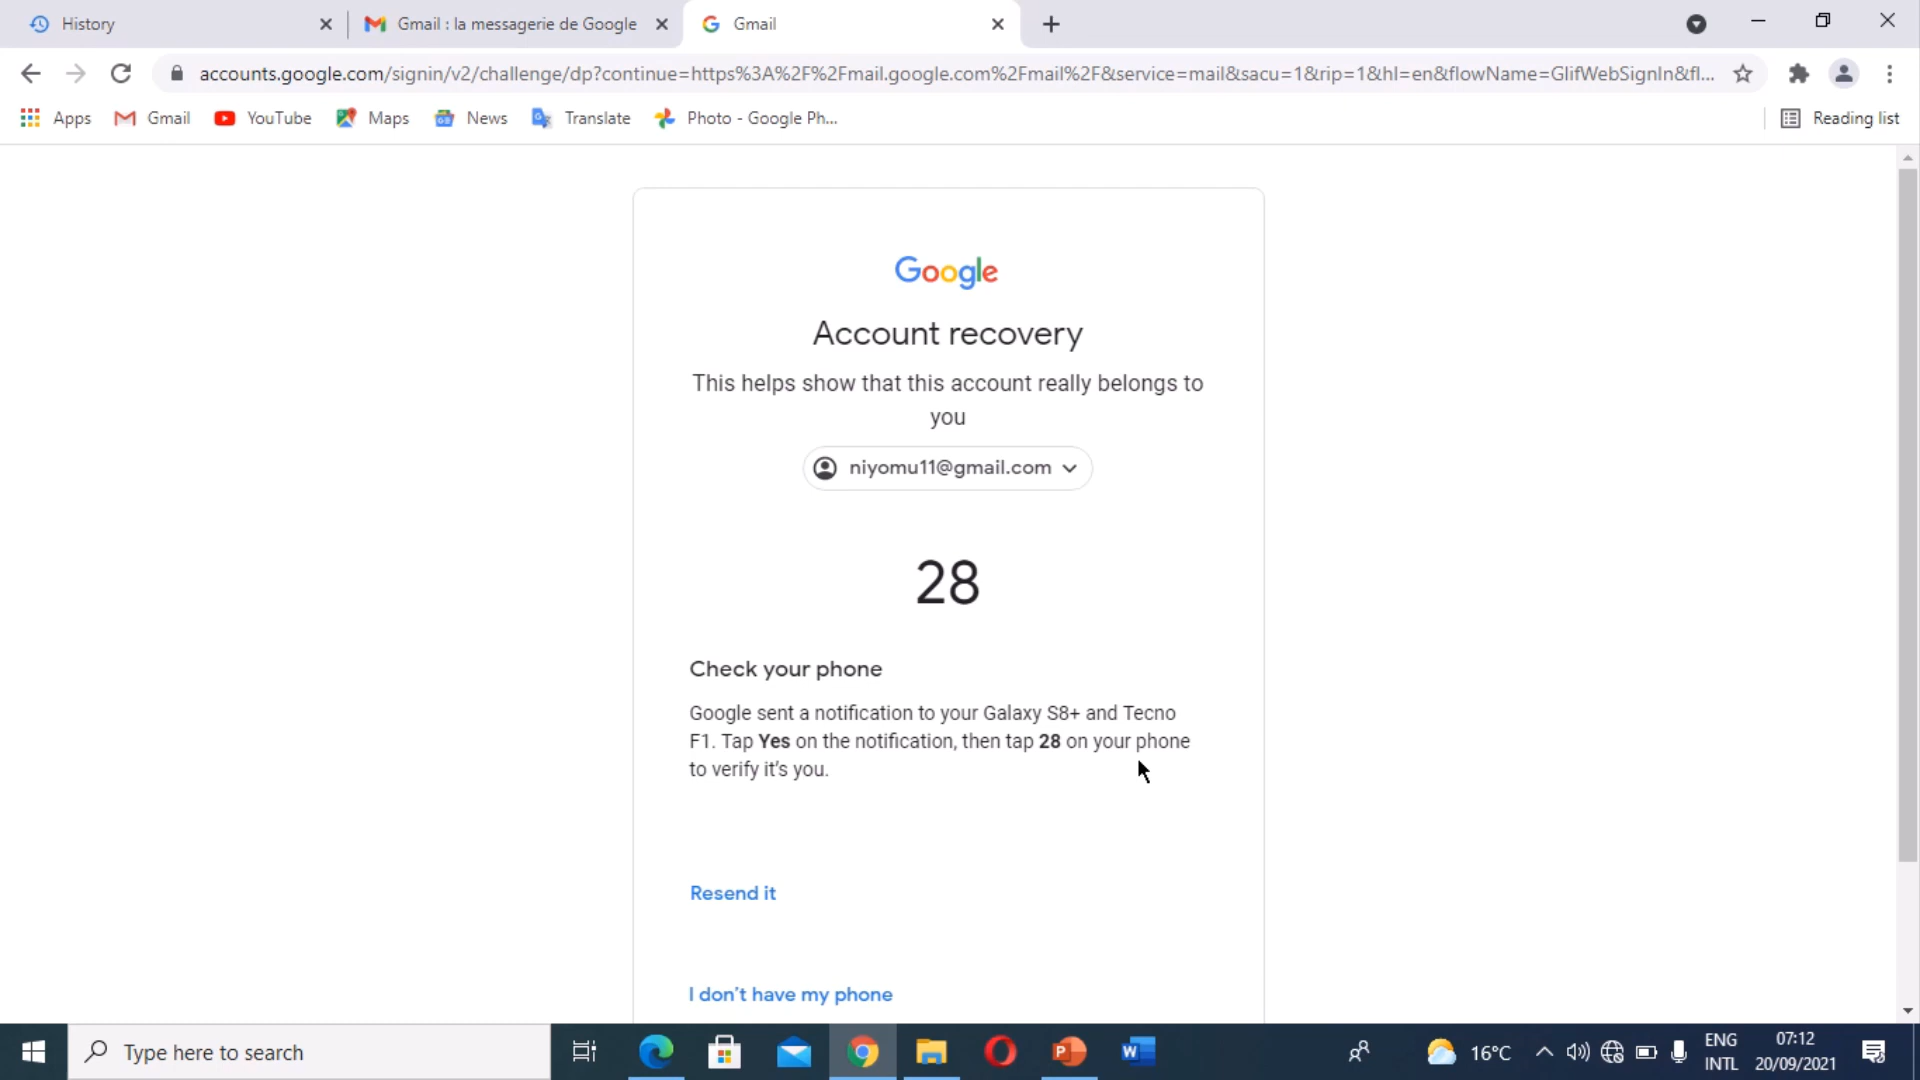 History
Gmail : la messagerie de Google
Gmail
accounts.google.com/signin/v2/challenge/dp?continue=https%3A%2F%2Fmail.google.com%2Fmail%2F&service=mail&sacu=1&rip=1&hl=en&flowName=GlifWebSignIn&fl...
Apps
Gmail
YouTube
Maps
News
Translate
Photo - Google Ph...
Reading list
Google
Account recovery
This helps show that this account really belongs to
you
niyomu11@gmail.com
28
Check your phone
Google sent a notification to your Galaxy S8+ and Tecno
F1. Tap Yes on the notification, then tap 28 on your phone
to verify it's you.
Resend it
I don't have my phone
Type here to search
16°C
ENG
INTL
07:12
20/09/2021